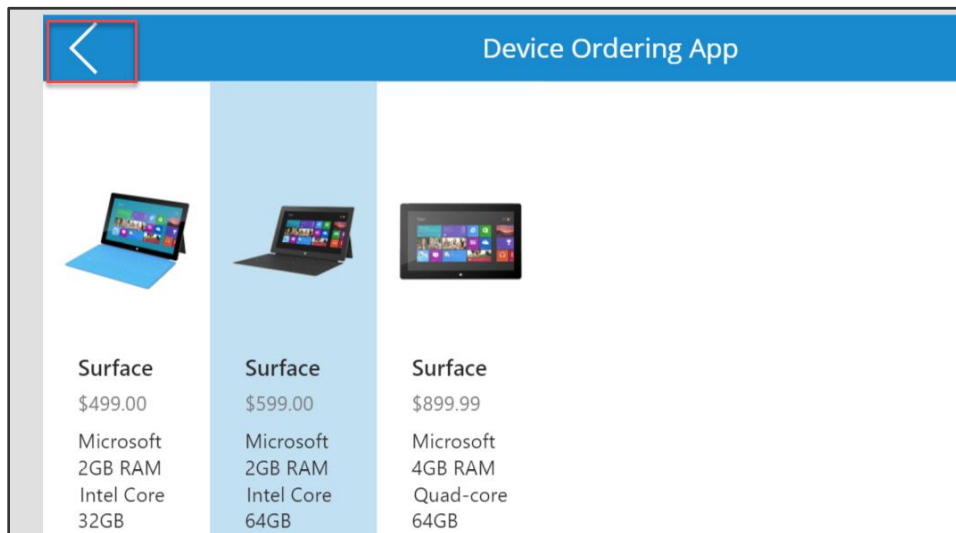 Device Ordering App
Surface
$499.00
Microsoft
2GB RAM
Intel Core
32GB
Surface
$599.00
Microsoft
2GB RAM
Intel Core
64GB
Surface
$899.99
Microsoft
4GB RAM
Quad-core
64GB